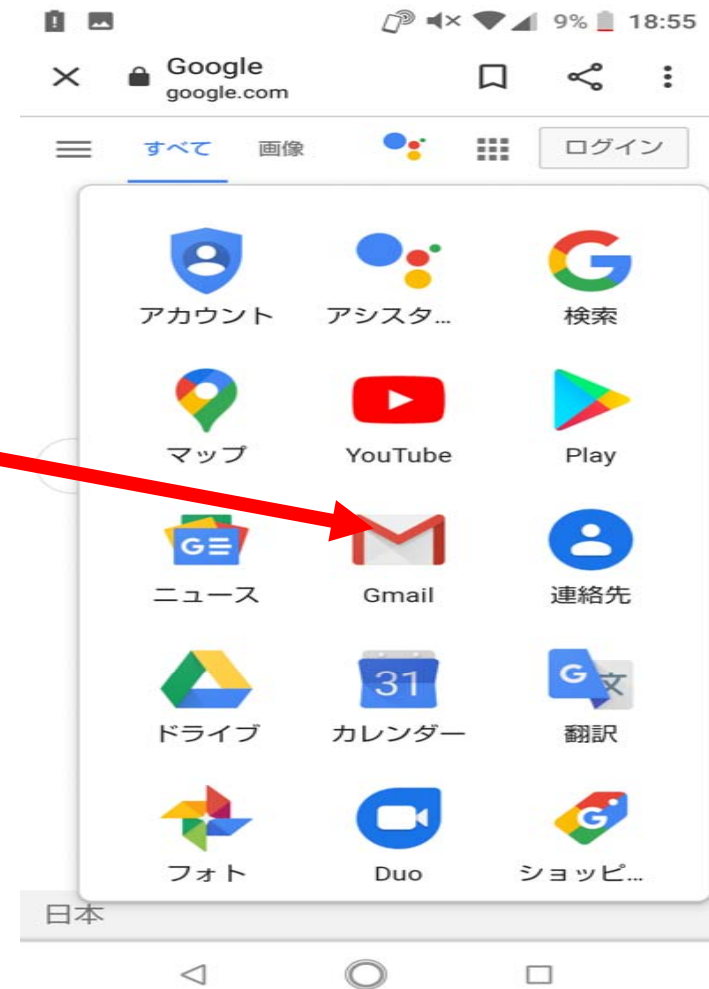 9% 18:55
Google
google.com
すべて 画像 ログイン
アカウント アシスタ... 検索
マップ YouTube Play
G
ニュース Gmail 連絡先
31 G 文
ドライブ カレンダー 翻訳
G
フォト Duo ショッピ...
日本